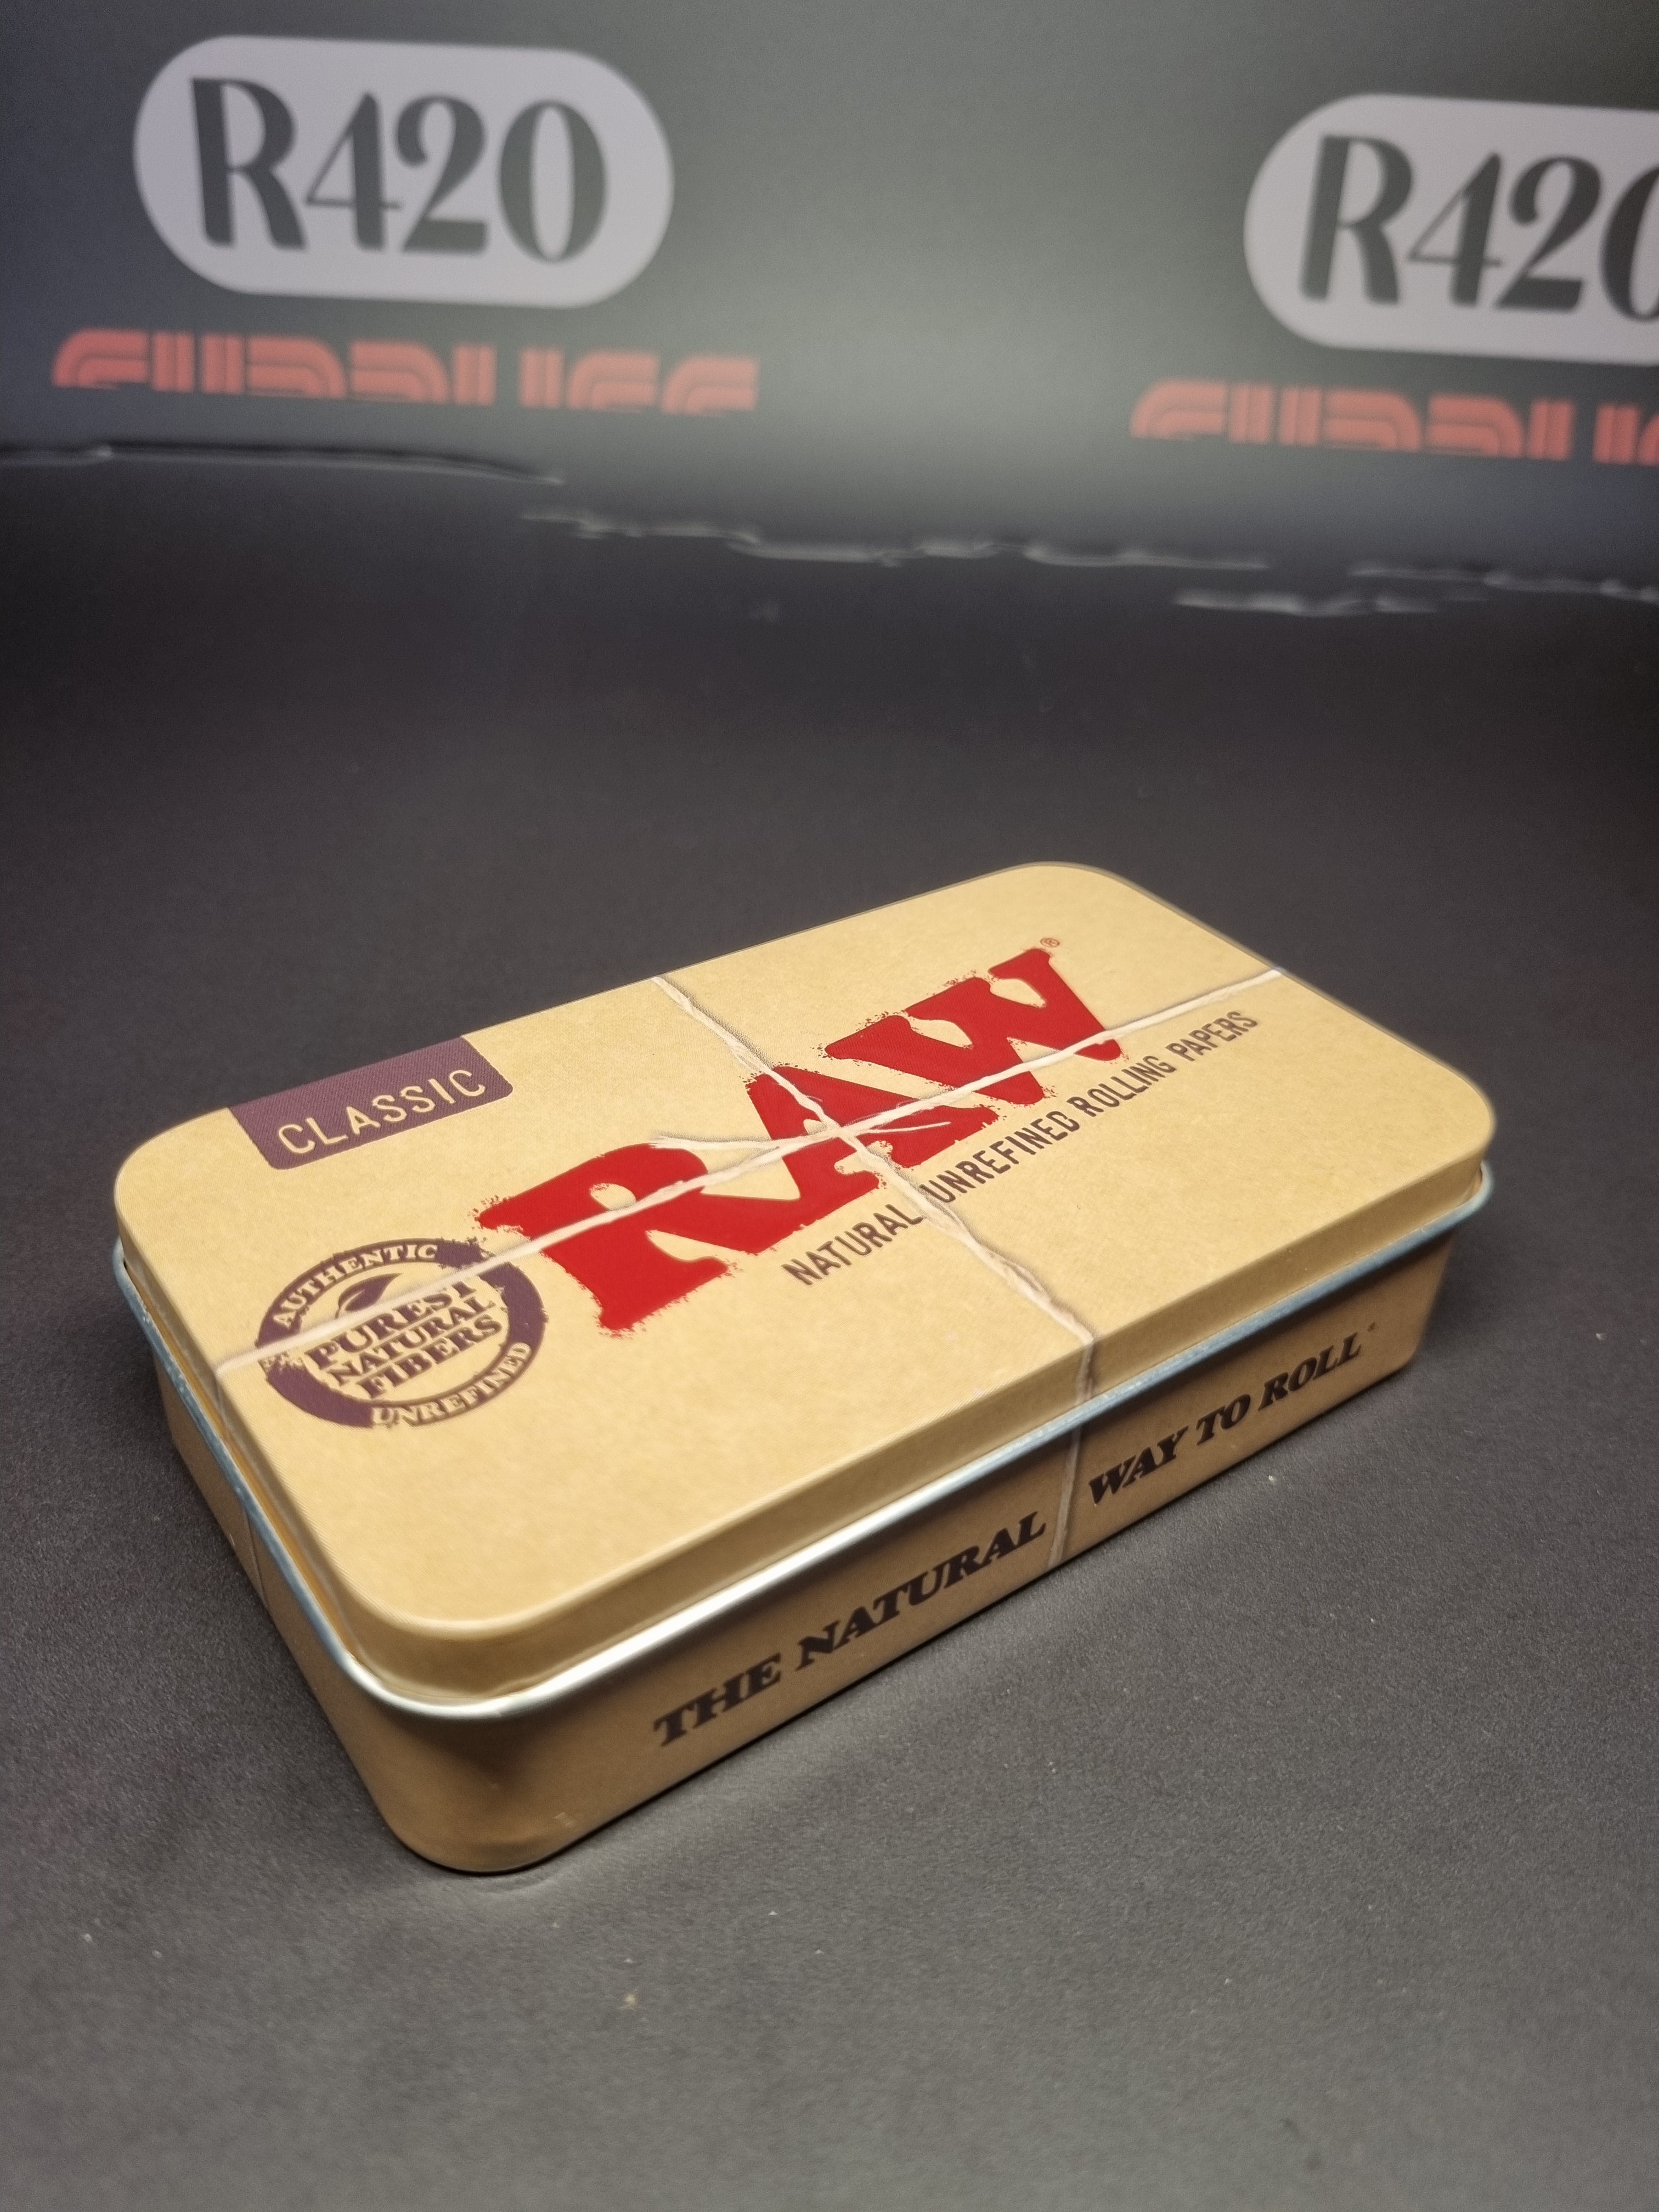 R420
R420
CLASSIC
RAW®
NATURAL UNREFINED ROLLING PAPERS
AUTHENTIC
PUREST
NATURAL
FIBERS
UNREFINED
THE NATURAL WAY TO ROLL